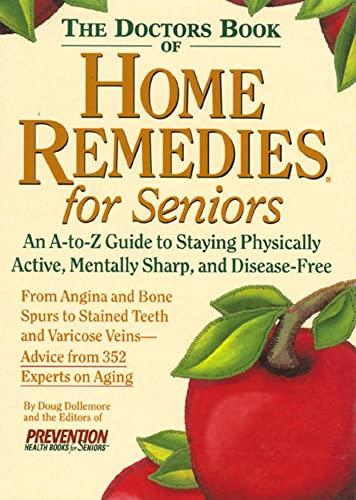 THE DOCTORS BOOK
OF
HOME
REMEDIES®
for Seniors
An A-to-Z Guide to Staying Physically
Active, Mentally Sharp, and Disease-Free
From Angina and Bone
Spurs to Stained Teeth
and Varicose Veins—
Advice from 352
Experts on Aging
By Doug Dollemore
and the Editors of
PREVENTION
HEALTH BOOKS for SENIORS™